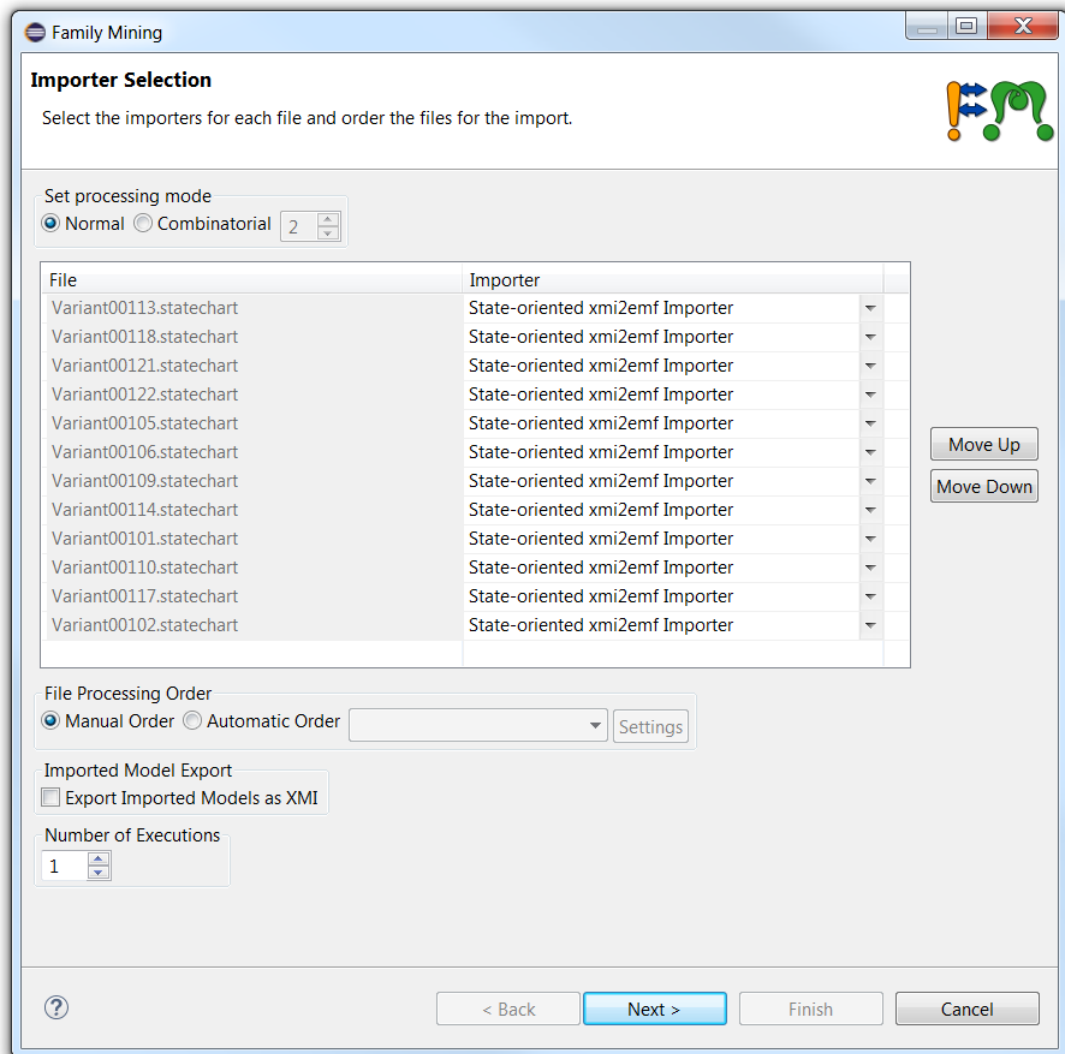 Family Mining
Importer Selection
Select the importers for each file and order the files for the import.
Set processing mode
Normal Combinatorial 2
File Importer
Variant00113.statechart State-oriented xmi2emf Importer
Variant00118.statechart State-oriented xmi2emf Importer
Variant00121.statechart State-oriented xmi2emf Importer
Variant00122.statechart State-oriented xmi2emf Importer
Variant00105.statechart State-oriented xmi2emf Importer
Variant00106.statechart State-oriented xmi2emf Importer
Variant00109.statechart State-oriented xmi2emf Importer
Variant00114.statechart State-oriented xmi2emf Importer
Variant00101.statechart State-oriented xmi2emf Importer
Variant00110.statechart State-oriented xmi2emf Importer
Variant00117.statechart State-oriented xmi2emf Importer
Variant00102.statechart State-oriented xmi2emf Importer
Move Up
Move Down
File Processing Order
Manual Order Automatic Order Settings
Imported Model Export
Export Imported Models as XMI
Number of Executions
1
? < Back Next > Finish Cancel